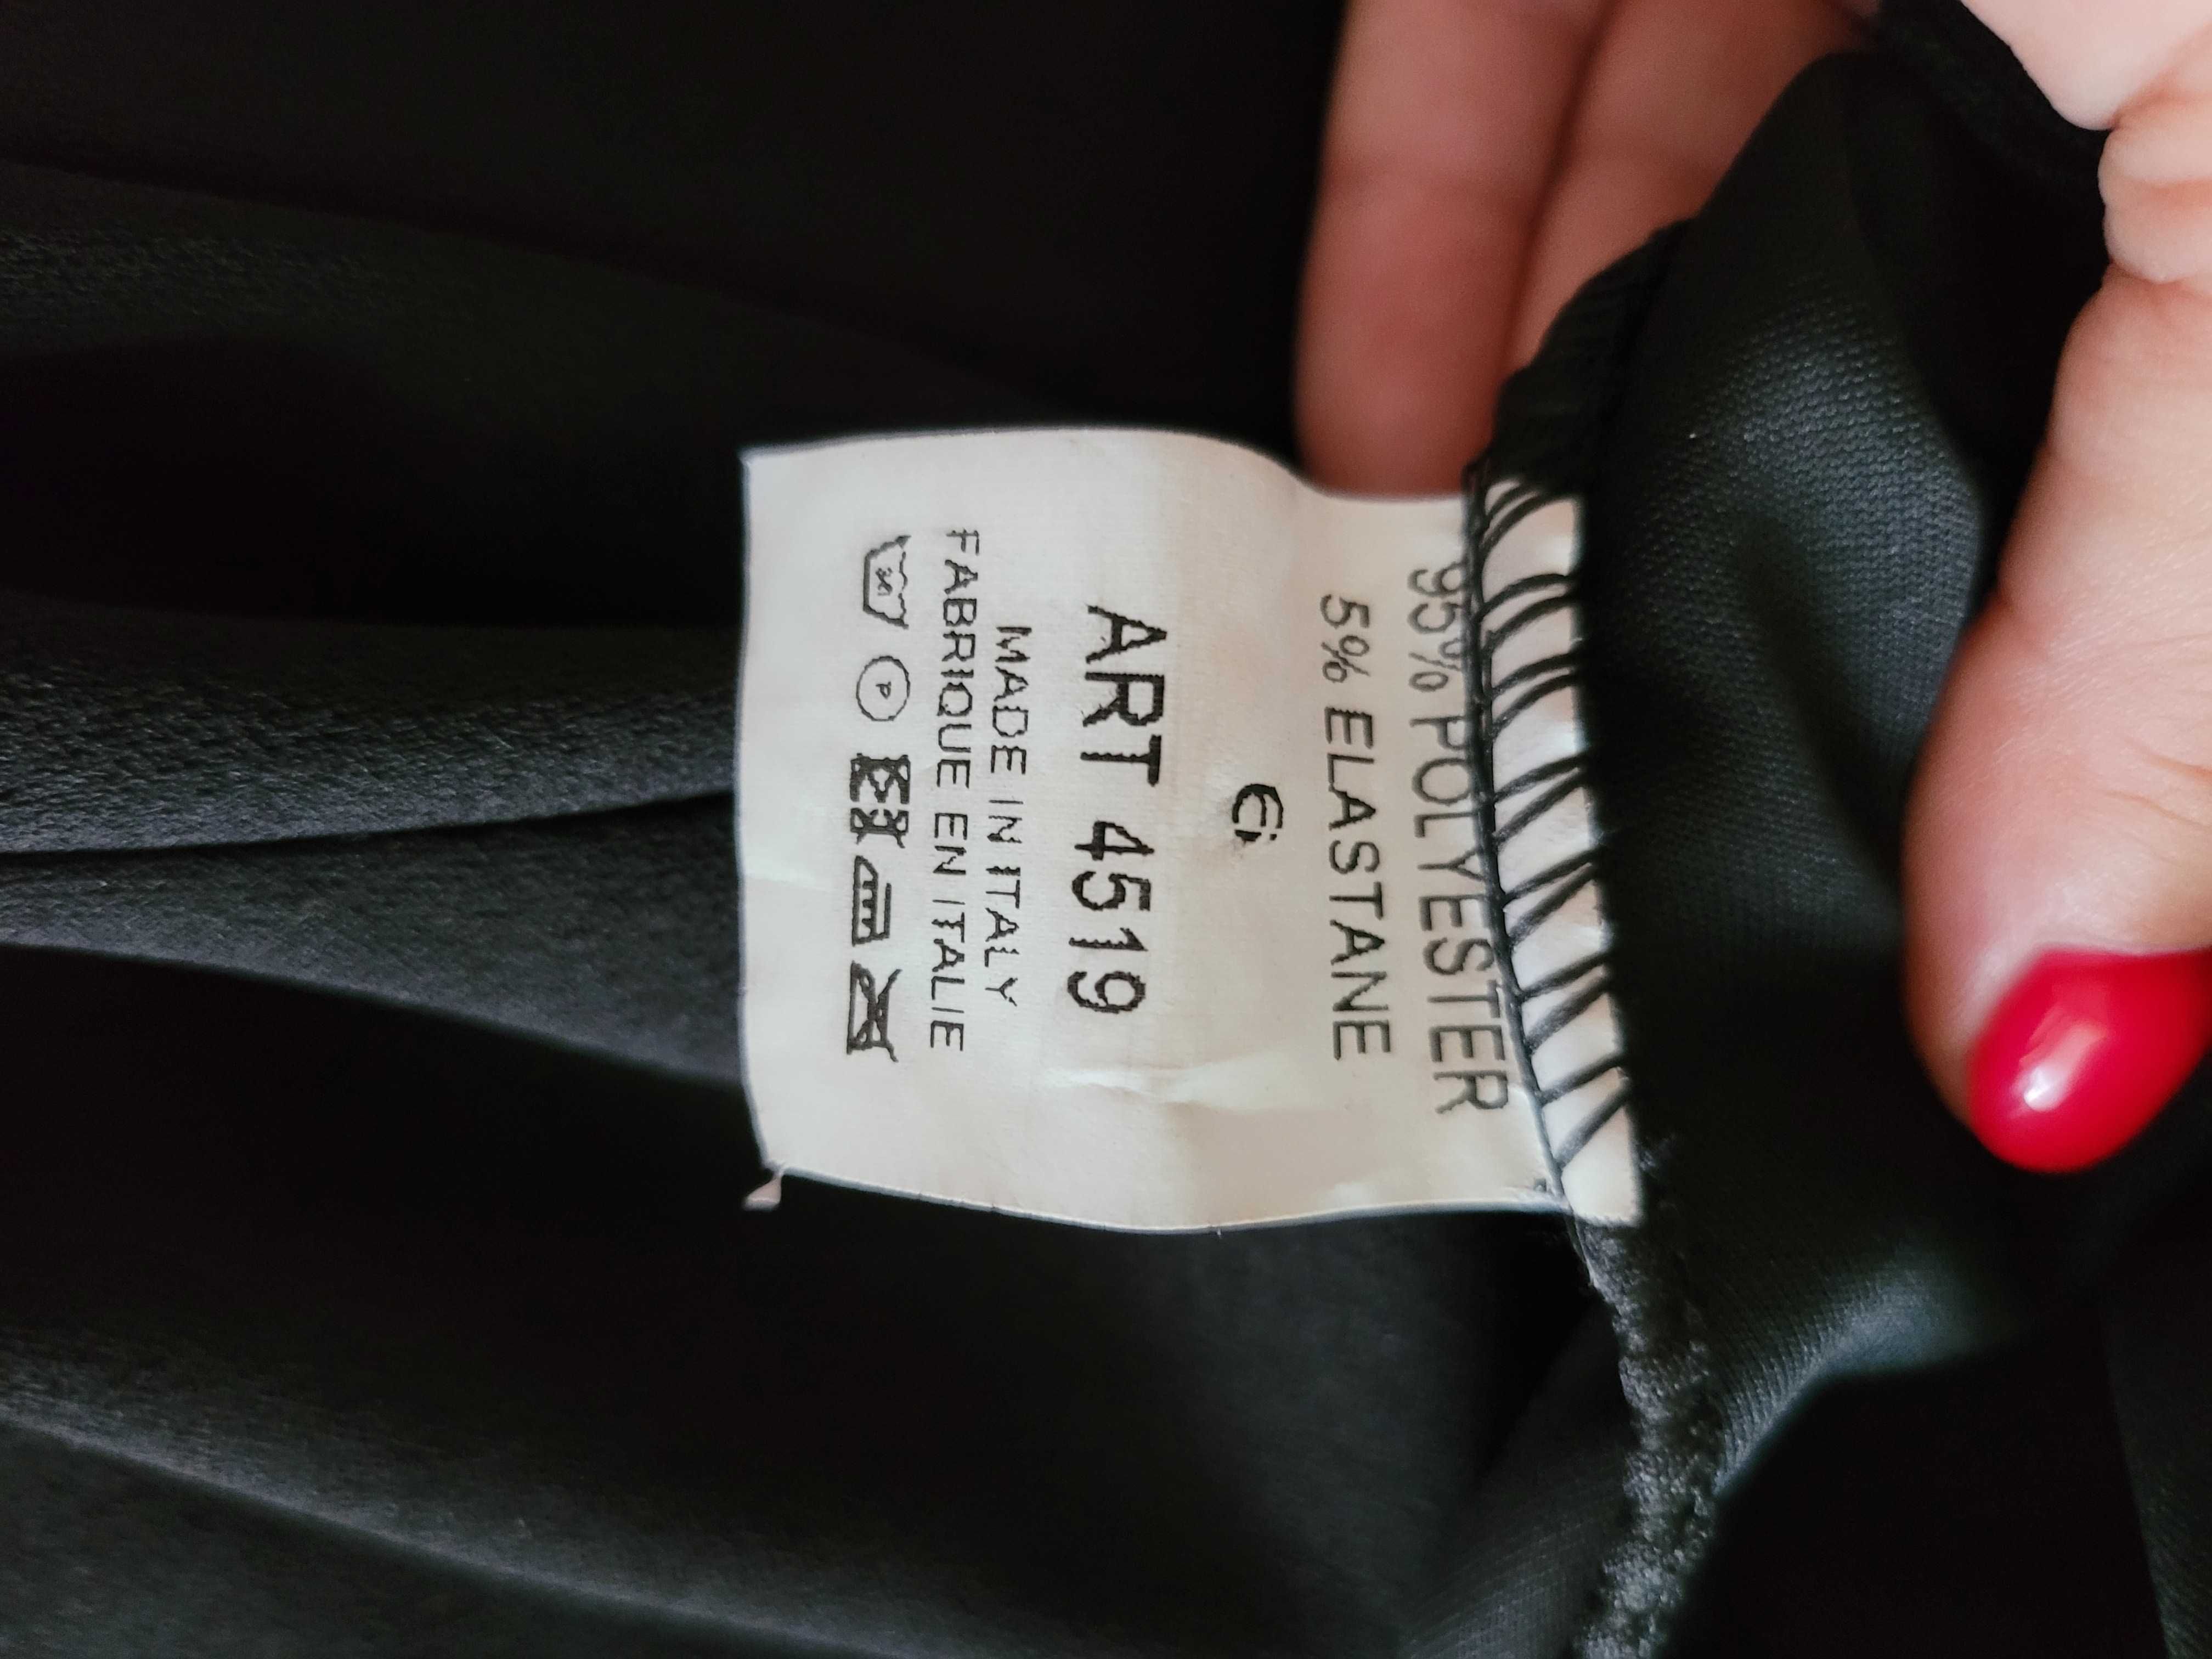 95% POLYESTER
5% ELASTANE
ART 4519
MADE IN ITALY
FABRIQUE EN ITALIE
P